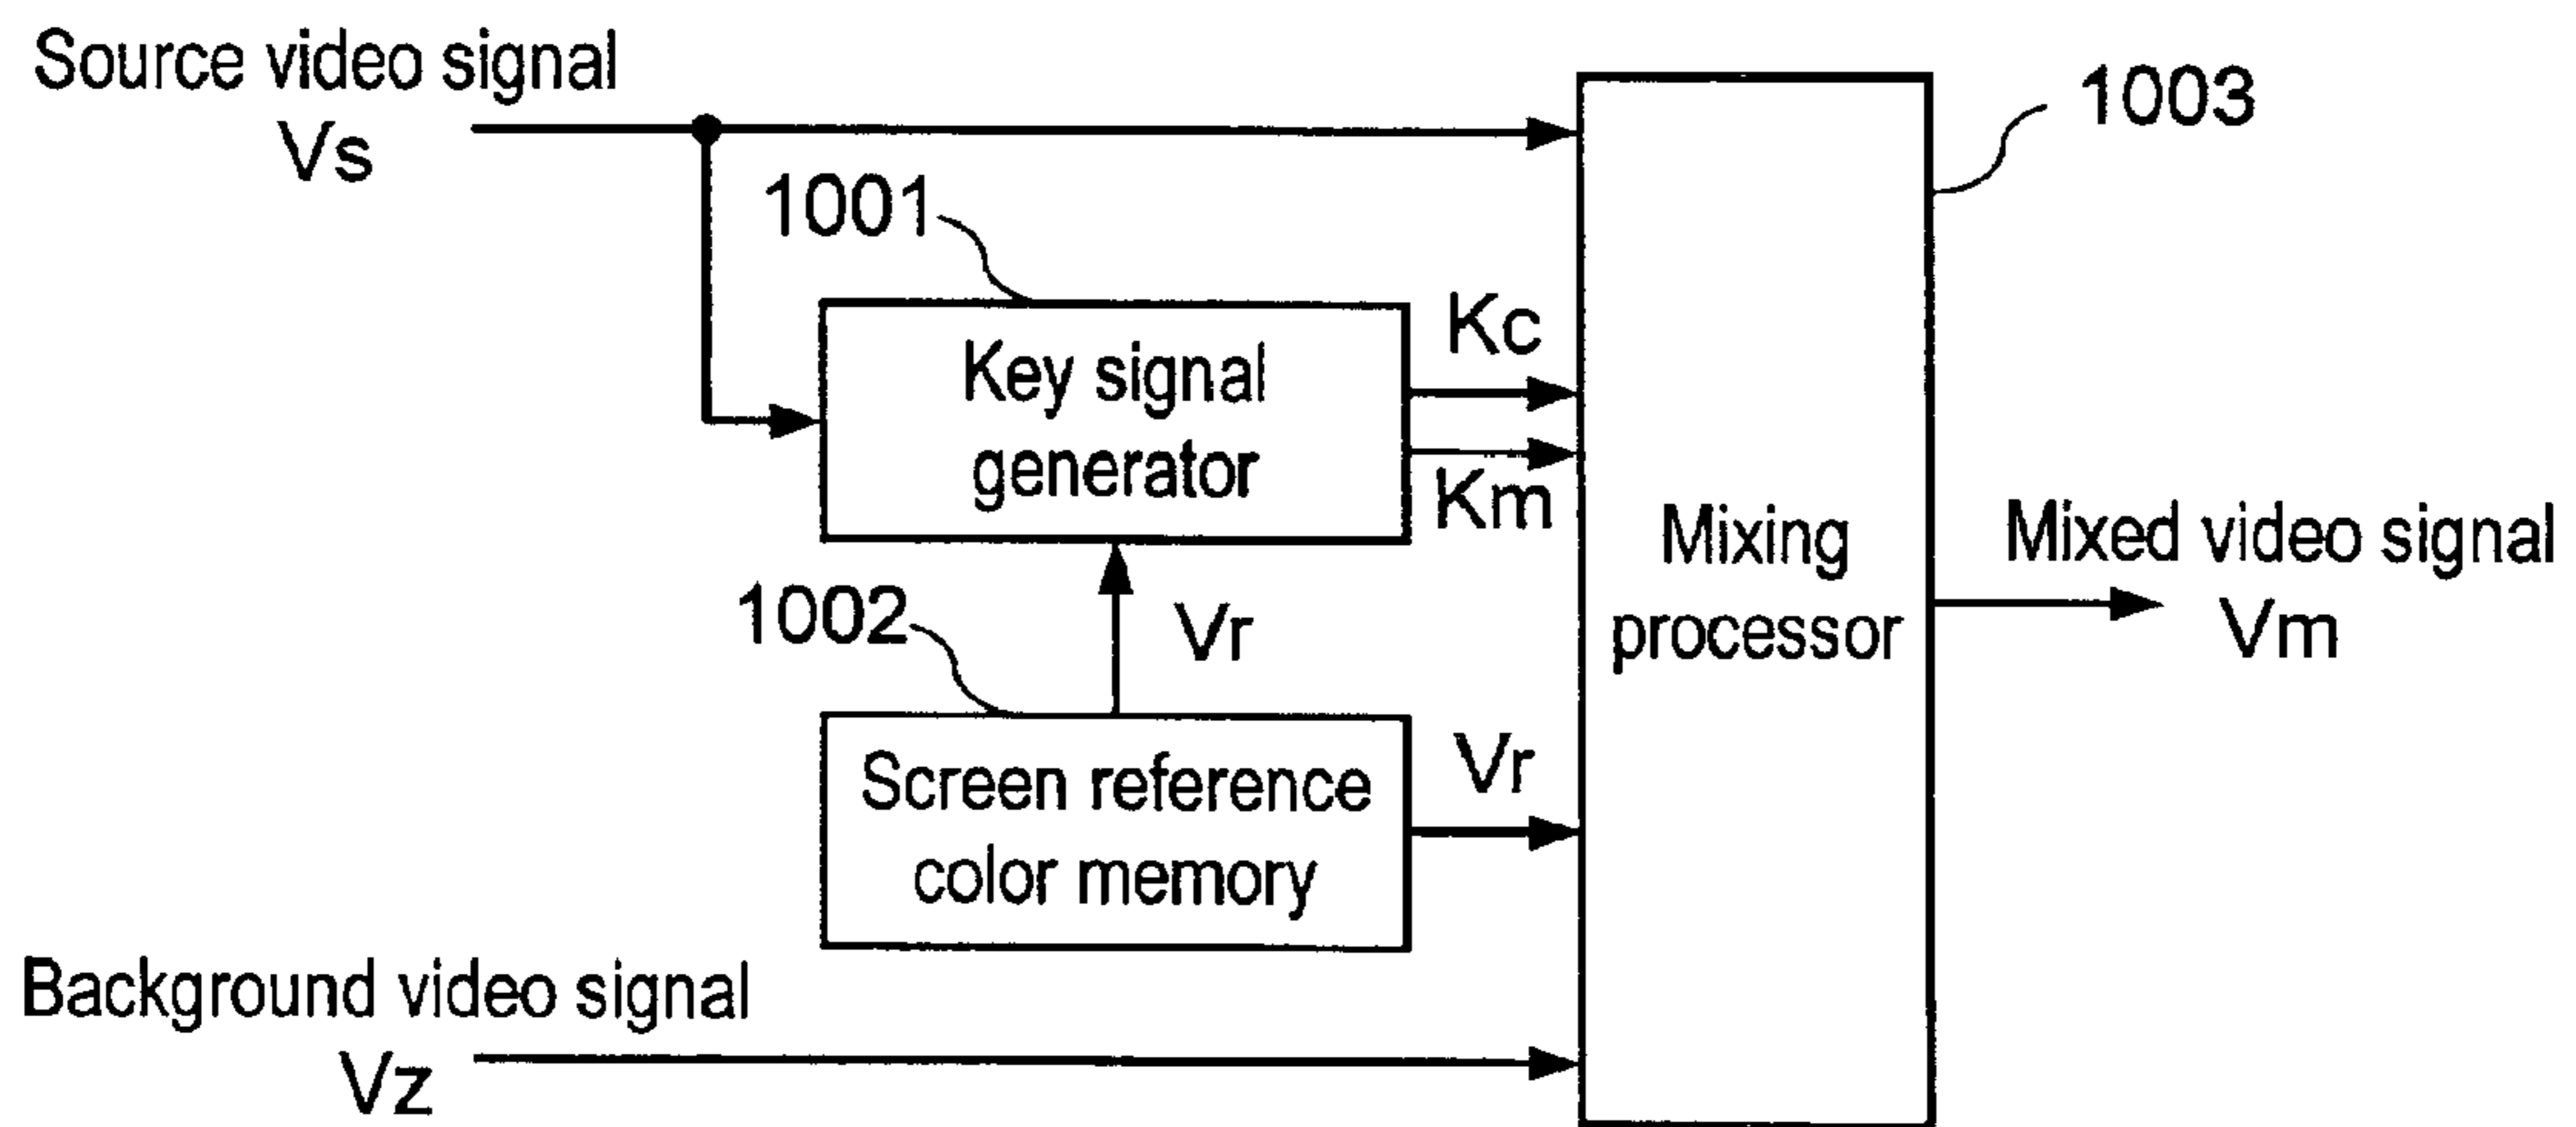 Source video signal
Vs
1003
1001
Kc
Key signal
generator
Km
Mixing
processor
Mixed video signal
Vm
1002
Vr
Screen reference
color memory
Vr
Background video signal
Vz